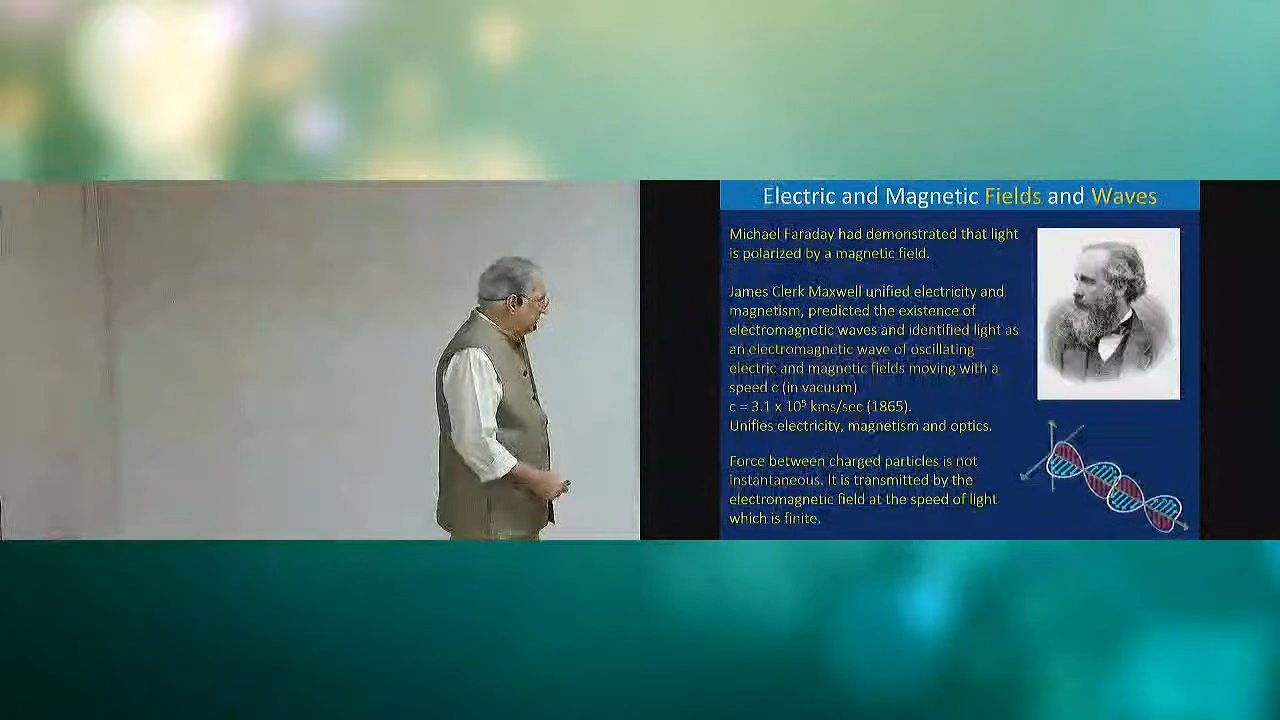 Electric and Magnetic Fields and Waves
Michael Faraday had demonstrated that light
is polarized by a magnetic field.
James Clerk Maxwell unified electricity and
magnetism, predicted the existence of
electromagnetic waves and identified light as
an electromagnetic wave of oscillating
electric and magnetic fields moving with a
speed c (in vacuum)
c = 3.1 x 10⁵ kms/sec (1865).
Unifies electricity, magnetism and optics.
Force between charged particles is not
instantaneous. It is transmitted by the
electromagnetic field at the speed of light
which is finite.